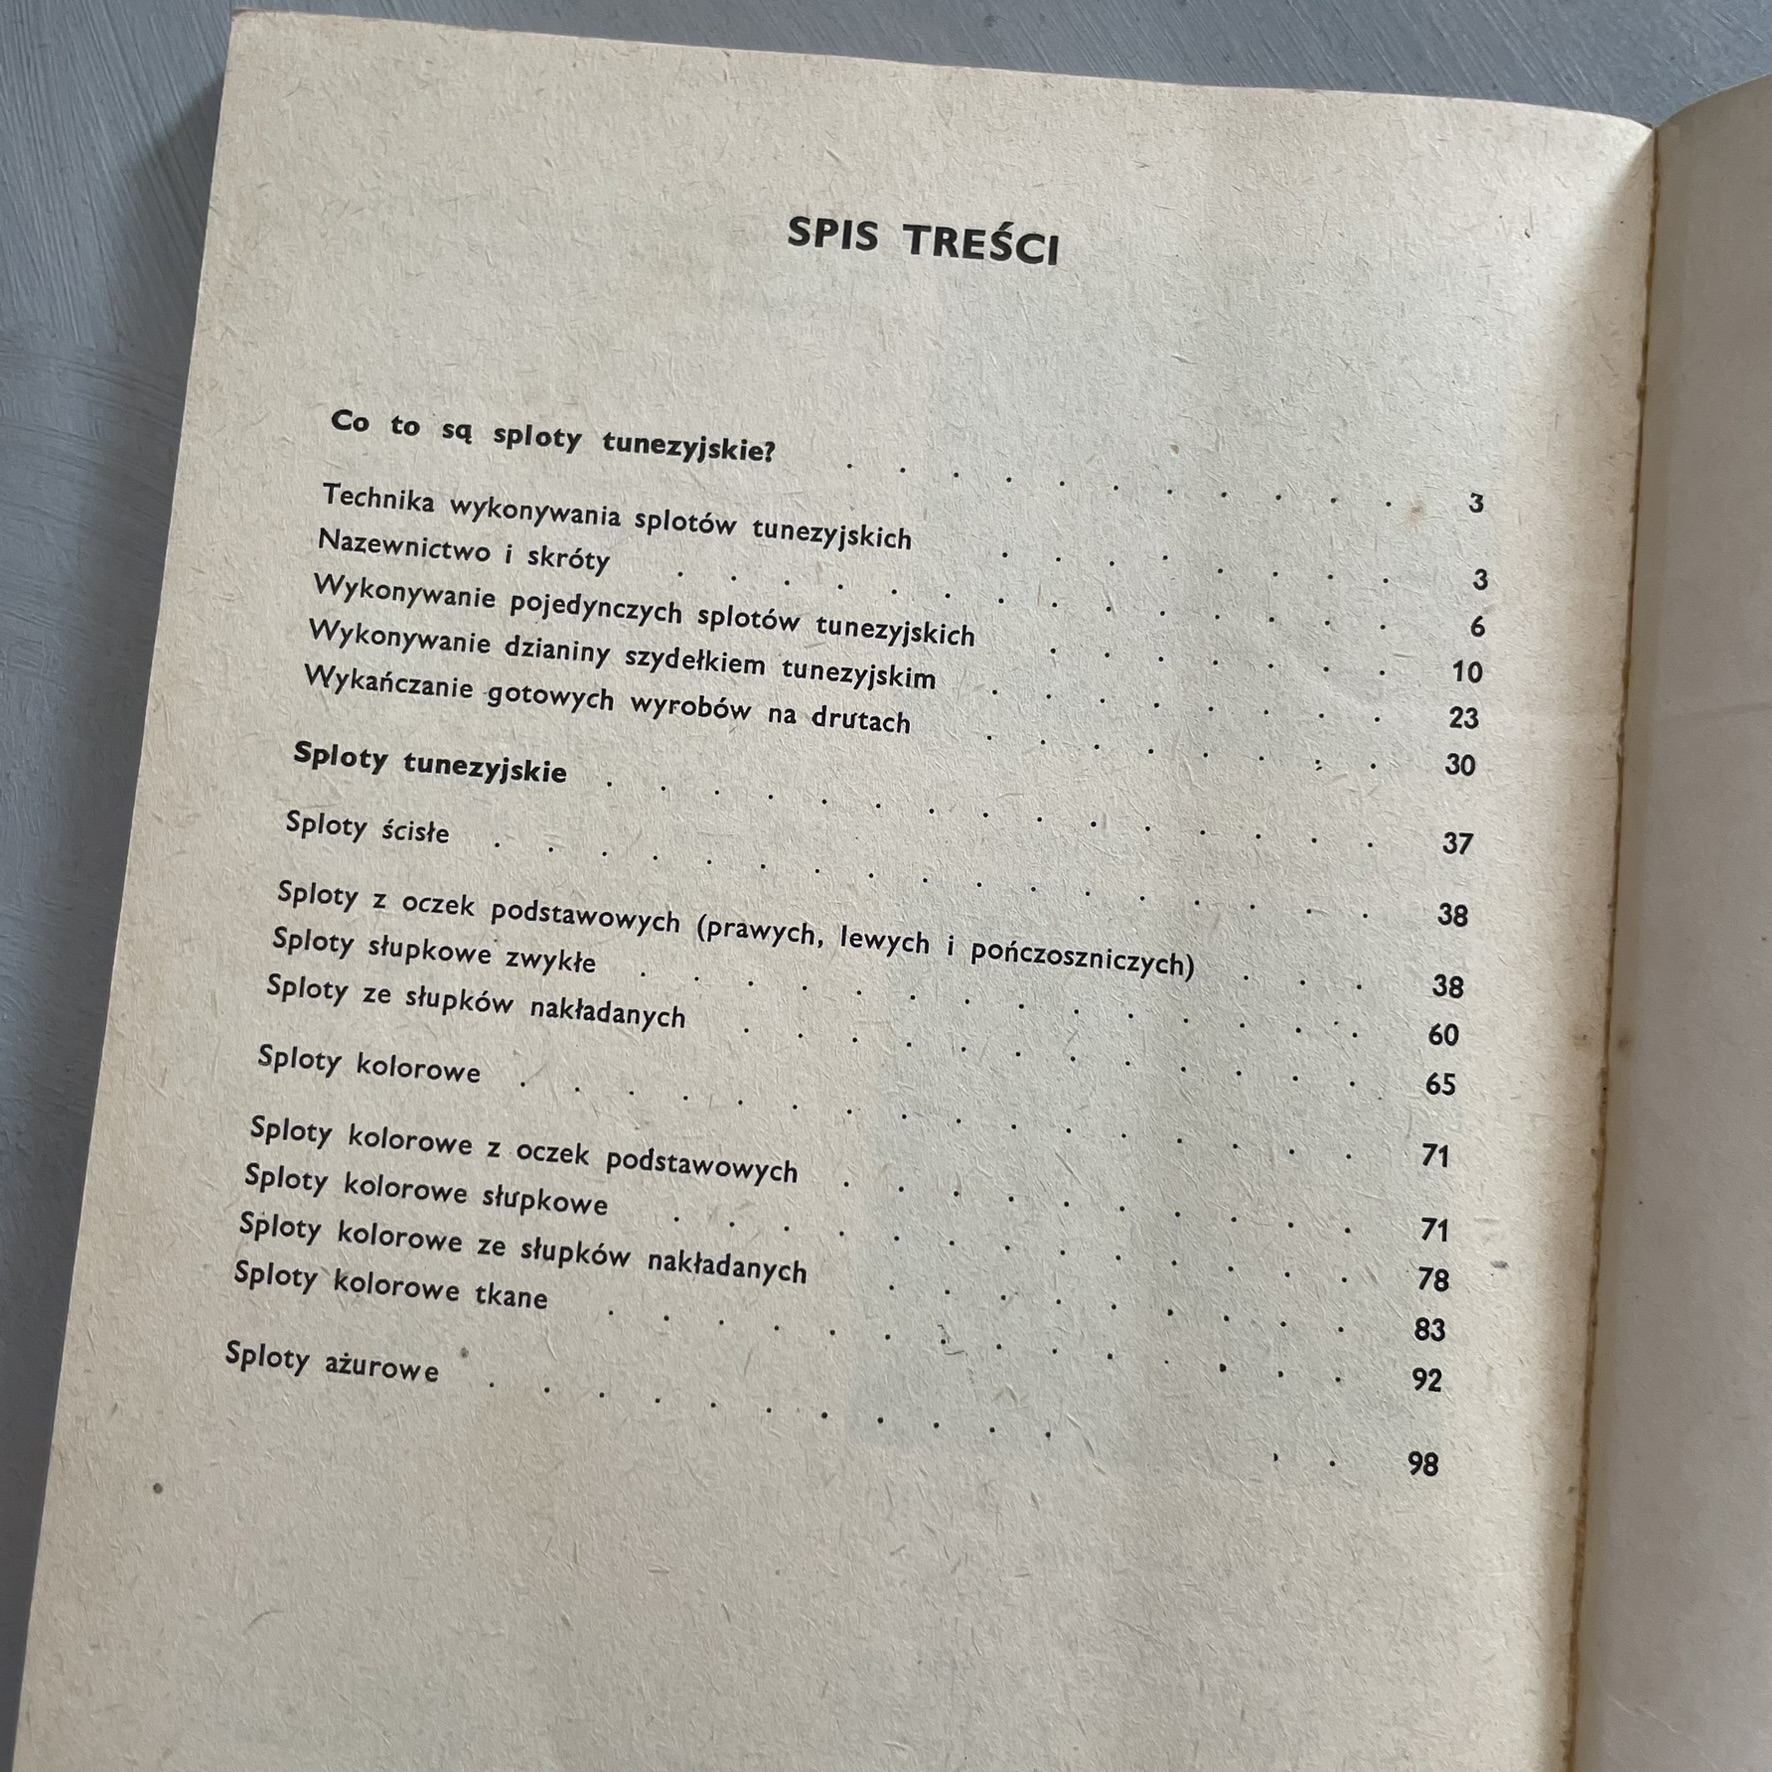 SPIS TREŚCI
Co to są sploty tunezyjskie? . . . . . . . . . . . 3
Technika wykonywania splotów tunezyjskich . . . . . . . . 3
Nazewnictwo i skróty . . . . . . . . . . . . . . 6
Wykonywanie pojedynczych splotów tunezyjskich . . . . . . . 10
Wykonywanie dzianiny szydełkiem tunezyjskim . . . . . . . . 23
Wykańczanie gotowych wyrobów na drutach . . . . . . . . 30
Sploty tunezyjskie . . . . . . . . . . . . . . . 37
Sploty ścisłe . . . . . . . . . . . . . . . . . 38
Sploty z oczek podstawowych (prawych, lewych i pończoszniczych) . . . 38
Sploty słupkowe zwykłe . . . . . . . . . . . . . . 60
Sploty ze słupków nakładanych . . . . . . . . . . . . 65
Sploty kolorowe . . . . . . . . . . . . . . . . 71
Sploty kolorowe z oczek podstawowych . . . . . . . . . . 71
Sploty kolorowe słupkowe . . . . . . . . . . . . . 78
Sploty kolorowe ze słupków nakładanych . . . . . . . . . 83
Sploty kolorowe tkane . . . . . . . . . . . . . . 92
Sploty ażurowe . . . . . . . . . . . . . 98